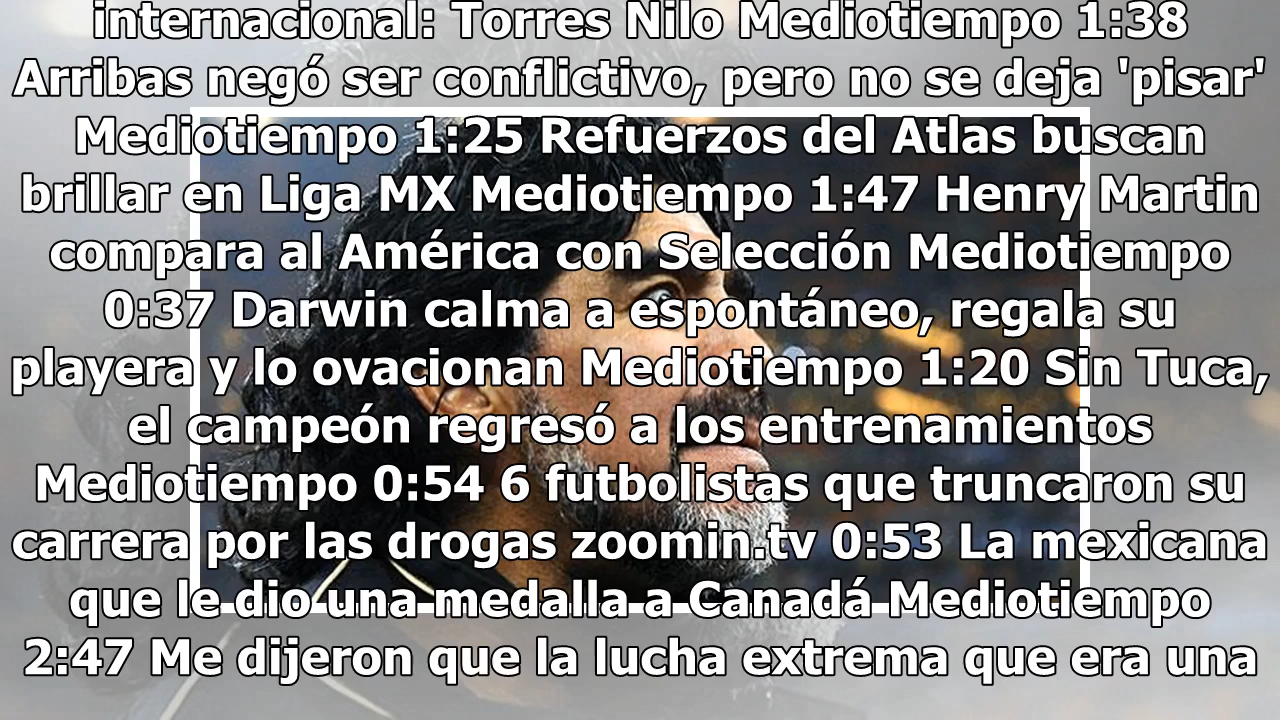 internacional: Torres Nilo Mediotiempo 1:38
Arribas negó ser conflictivo, pero no se deja 'pisar'
Mediotiempo 1:25 Refuerzos del Atlas buscan
brillar en Liga MX Mediotiempo 1:47 Henry Martin
compara al América con Selección Mediotiempo
0:37 Darwin calma a espontáneo, regala su
playera y lo ovacionan Mediotiempo 1:20 Sin Tuca,
el campeón regresó a los entrenamientos
Mediotiempo 0:54 6 futbolistas que truncaron su
carrera por las drogas zoomin.tv 0:53 La mexicana
que le dio una medalla a Canadá Mediotiempo
2:47 Me dijeron que la lucha extrema que era una